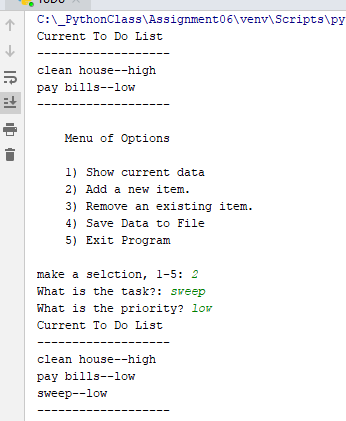 C:\_PythonClass\Assignment06\venv\Scripts\py
Current To Do List
-------------------
clean house--high
pay bills--low
-------------------
Menu of Options
1) Show current data
2) Add a new item.
3) Remove an existing item.
4) Save Data to File
5) Exit Program
make a selction, 1-5: 2
What is the task?: sweep
What is the priority? low
Current To Do List
-------------------
clean house--high
pay bills--low
sweep--low
-------------------